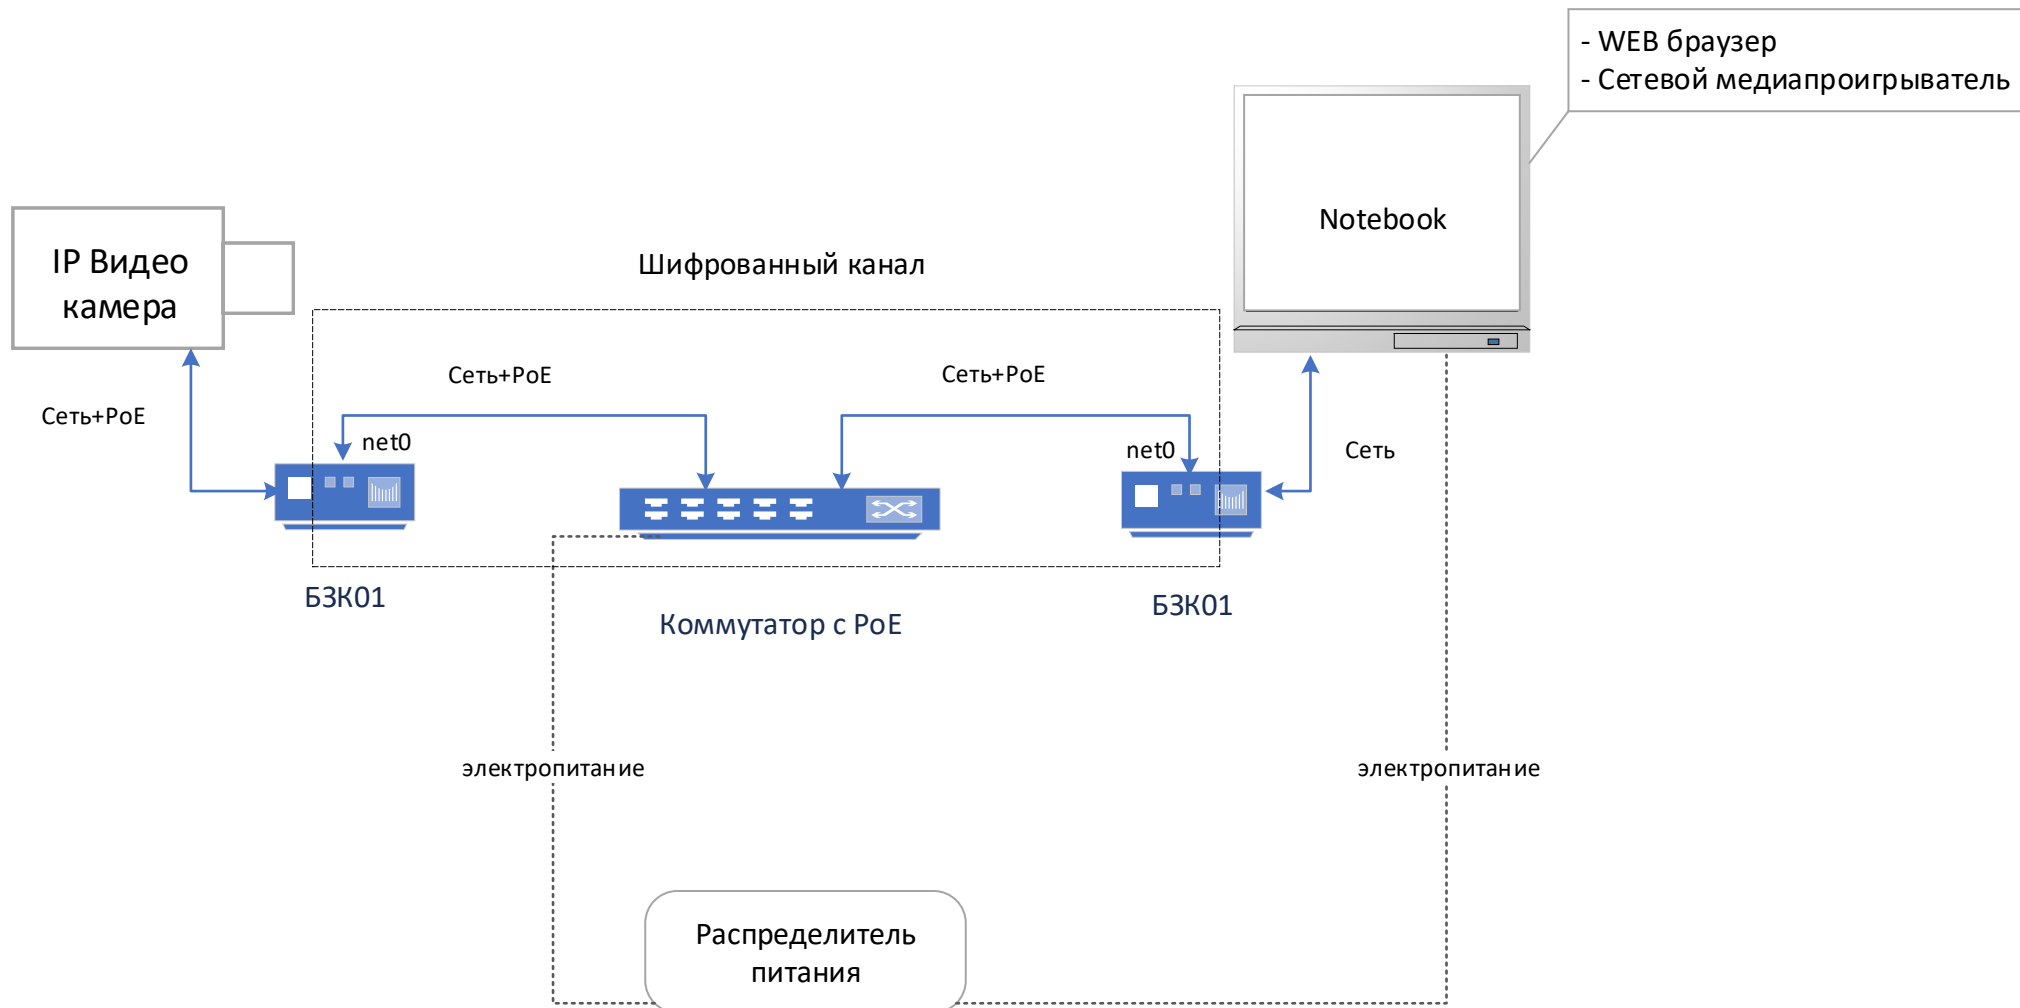 - WEB браузер
- Сетевой медиапроигрыватель
Notebook
IP Видео
камера
Шифрованный канал
Сеть+PoE
Сеть+PoE
Сеть+PoE
net0
net0
Сеть
БЗК01
Коммутатор с PoE
БЗК01
электропитание
электропитание
Распределитель
питания